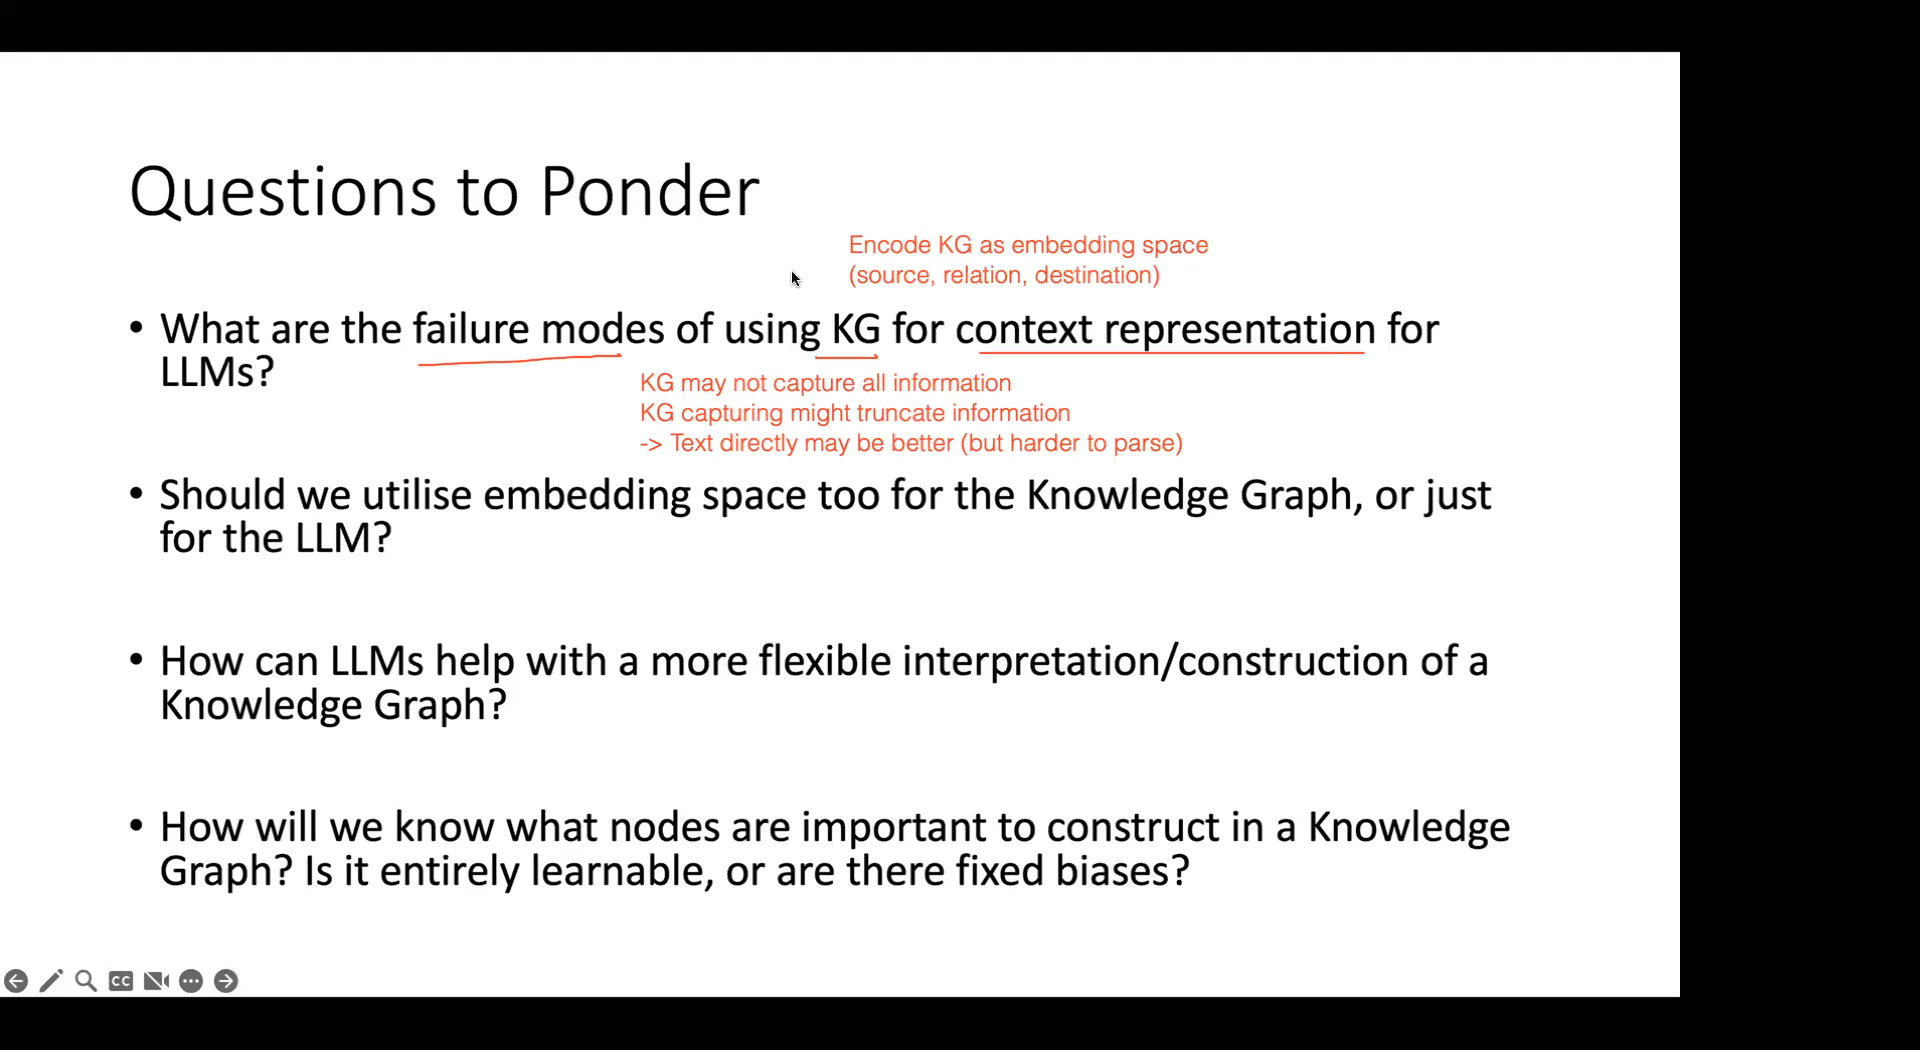 Questions to Ponder
Encode KG as embedding space
(source, relation, destination)
• What are the failure modes of using KG for context representation for
LLMs?
KG may not capture all information
KG capturing might truncate information
-> Text directly may be better (but harder to parse)
• Should we utilise embedding space too for the Knowledge Graph, or just
for the LLM?
• How can LLMs help with a more flexible interpretation/construction of a
Knowledge Graph?
• How will we know what nodes are important to construct in a Knowledge
Graph? Is it entirely learnable, or are there fixed biases?
CC